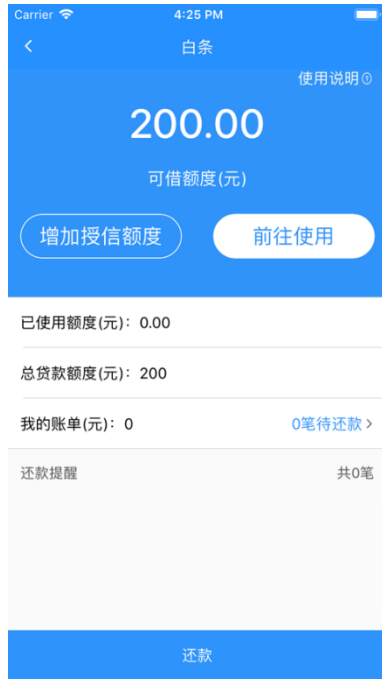 Carrier 4:25 PM
白条
使用说明?
200.00
可借额度(元)
增加授信额度 前往使用
已使用额度(元)：0.00
总贷款额度(元)：200
我的账单(元)：0 0笔待还款
还款提醒 共0笔
还款